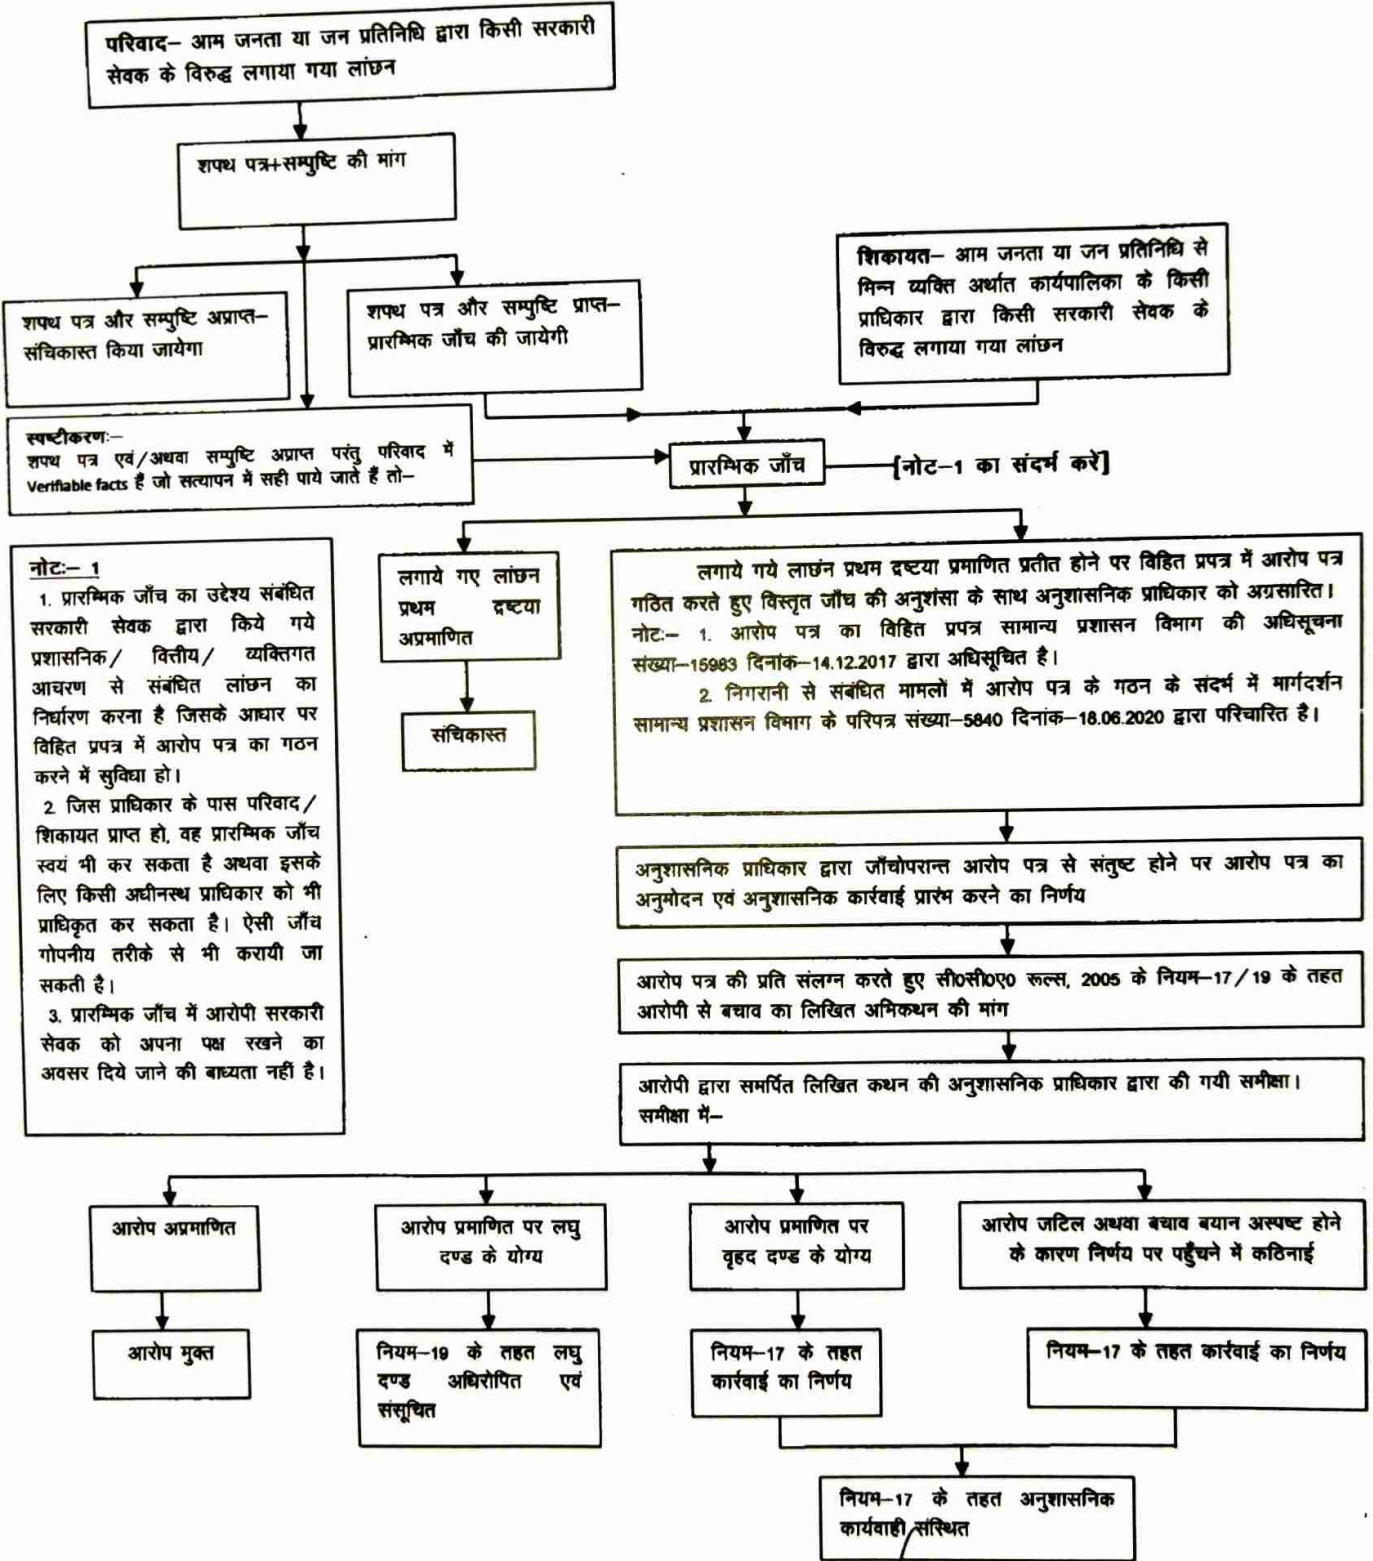 परिवाद– आम जनता या जन प्रतिनिधि द्वारा किसी सरकारी
सेवक के विरुद्ध लगाया गया लांछन
शपथ पत्र+सम्पुष्टि की मांग
शपथ पत्र और सम्पुष्टि अप्राप्त–
संचिकास्त किया जायेगा
शपथ पत्र और सम्पुष्टि प्राप्त–
प्रारम्भिक जाँच की जायेगी
शिकायत– आम जनता या जन प्रतिनिधि से
भिन्न व्यक्ति अर्थात कार्यपालिका के किसी
प्राधिकार द्वारा किसी सरकारी सेवक के
विरुद्ध लगाया गया लांछन
स्पष्टीकरणः–
शपथ पत्र एवं/अथवा सम्पुष्टि अप्राप्त परंतु परिवाद में
Verifiable facts हैं जो सत्यापन में सही पाये जाते हैं तो–
प्रारम्भिक जाँच
[नोट–1 का संदर्भ करें]
नोटः– 1
1. प्रारम्भिक जाँच का उद्देश्य संबंधित
सरकारी सेवक द्वारा किये गये
प्रशासनिक/ वित्तीय/ व्यक्तिगत
आचरण से संबंधित लांछन का
निर्धारण करना है जिसके आधार पर
विहित प्रपत्र में आरोप पत्र का गठन
करने में सुविधा हो।
2. जिस प्राधिकार के पास परिवाद/
शिकायत प्राप्त हो, वह प्रारम्भिक जाँच
स्वयं भी कर सकता है अथवा इसके
लिए किसी अधीनस्थ प्राधिकार को भी
प्राधिकृत कर सकता है। ऐसी जाँच
गोपनीय तरीके से भी करायी जा
सकती है।
3. प्रारम्भिक जाँच में आरोपी सरकारी
सेवक को अपना पक्ष रखने का
अवसर दिये जाने की बाध्यता नहीं है।
लगाये गए लांछन
प्रथम द्रष्टया
अप्रमाणित
संचिकास्त
लगाये गये लाछंन प्रथम द्रष्टया प्रमाणित प्रतीत होने पर विहित प्रपत्र में आरोप पत्र
गठित करते हुए विस्तृत जाँच की अनुशंसा के साथ अनुशासनिक प्राधिकार को अग्रसारित।
नोटः– 1. आरोप पत्र का विहित प्रपत्र सामान्य प्रशासन विभाग की अधिसूचना
संख्या–15983 दिनांक–14.12.2017 द्वारा अधिसूचित है।
2. निगरानी से संबंधित मामलों में आरोप पत्र के गठन के संदर्भ में मार्गदर्शन
सामान्य प्रशासन विभाग के परिपत्र संख्या–5840 दिनांक–18.06.2020 द्वारा परिचारित है।
अनुशासनिक प्राधिकार द्वारा जाँचोपरान्त आरोप पत्र से संतुष्ट होने पर आरोप पत्र का
अनुमोदन एवं अनुशासनिक कार्रवाई प्रारंभ करने का निर्णय
आरोप पत्र की प्रति संलग्न करते हुए सी0सी0ए0 रूल्स, 2005 के नियम–17/19 के तहत
आरोपी से बचाव का लिखित अभिकथन की मांग
आरोपी द्वारा समर्पित लिखित कथन की अनुशासनिक प्राधिकार द्वारा की गयी समीक्षा।
समीक्षा में–
आरोप अप्रमाणित
आरोप प्रमाणित पर लघु
दण्ड के योग्य
आरोप प्रमाणित पर
वृहद दण्ड के योग्य
आरोप जटिल अथवा बचाव बयान अस्पष्ट होने
के कारण निर्णय पर पहुँचने में कठिनाई
आरोप मुक्त
नियम–19 के तहत लघु
दण्ड अधिरोपित एवं
संसूचित
नियम–17 के तहत
कार्रवाई का निर्णय
नियम–17 के तहत कार्रवाई का निर्णय
नियम–17 के तहत अनुशासनिक
कार्यवाही संस्थित